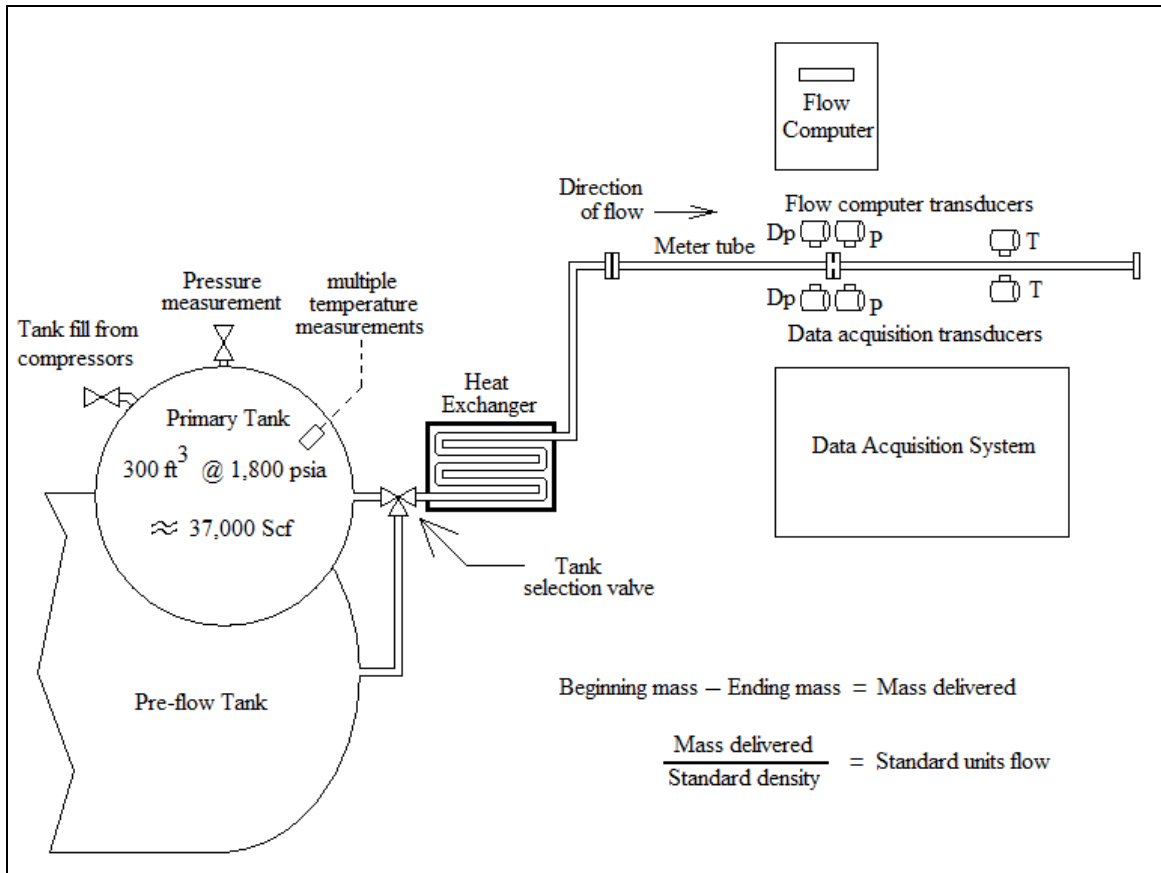 Flow
Computer
Direction
of flow
Flow computer transducers
Dp
P
T
Meter tube
Dp
P
T
Data acquisition transducers
Pressure
measurement
multiple
temperature
measurements
Tank fill from
compressors
Heat
Exchanger
Primary Tank
300 ft³ @ 1,800 psia
≈ 37,000 Scf
Data Acquisition System
Tank
selection valve
Pre-flow Tank
Beginning mass – Ending mass = Mass delivered
Mass delivered
Standard density
= Standard units flow